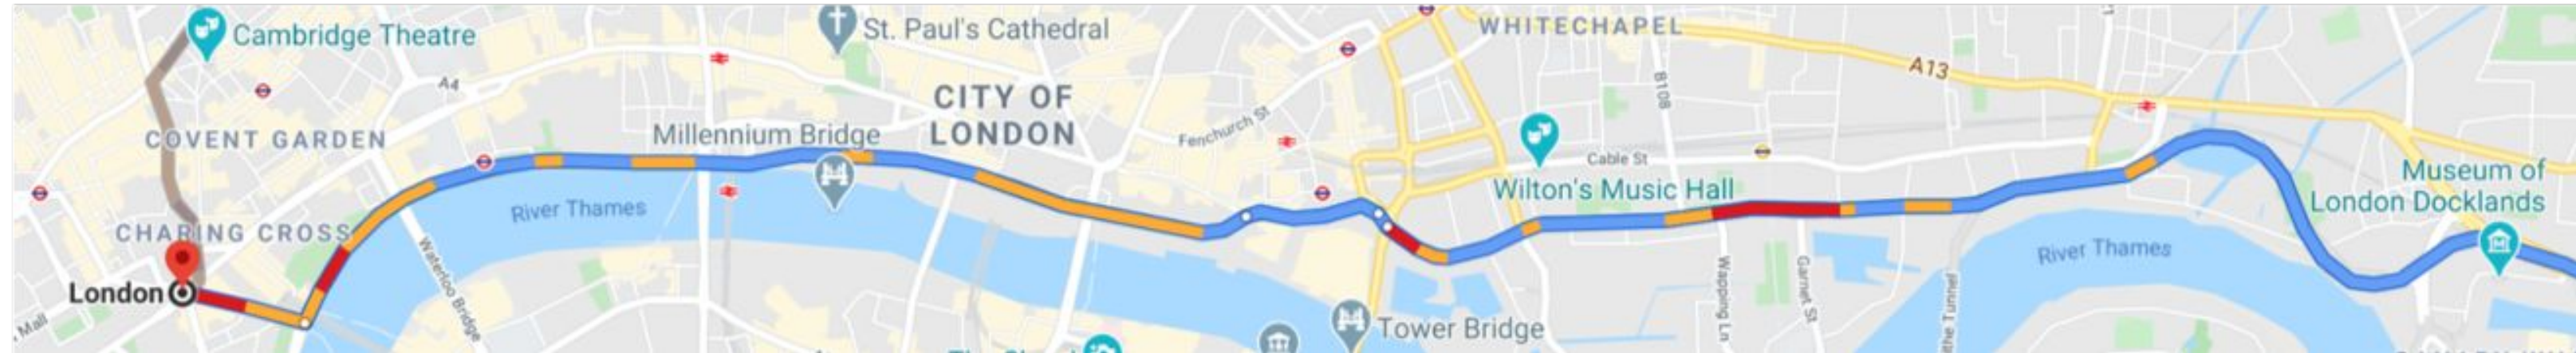 Cambridge Theatre
A4
COVENT GARDEN
CHARING CROSS
London
Mall
Waterloo Bridge
River Thames
Millennium Bridge
St. Paul's Cathedral
CITY OF
LONDON
Fenchurch St
WHITECHAPEL
B108
A13
Cable St
Wilton's Music Hall
Tower Bridge
Wapping Ln
Garnet St
River Thames
Museum of
London Docklands